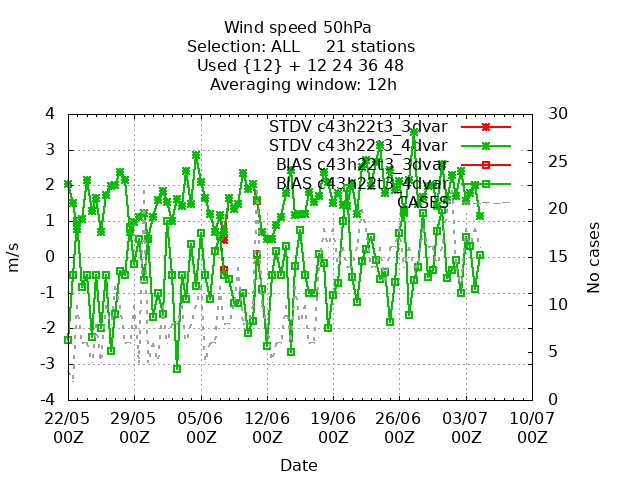 Wind speed 50hPa
Selection: ALL     21 stations
Used {12} + 12 24 36 48
Averaging window: 12h
STDV c43h22t3_3dvar
STDV c43h22t3_4dvar
BIAS c43h22t3_3dvar
BIAS c43h22t3_4dvar
CASES
4
3
2
1
0
-1
-2
-3
-4
m/s
30
25
20
15
10
5
0
No cases
22/05 29/05 05/06 12/06 19/06 26/06 03/07 10/07
00Z 00Z 00Z 00Z 00Z 00Z 00Z 00Z
Date